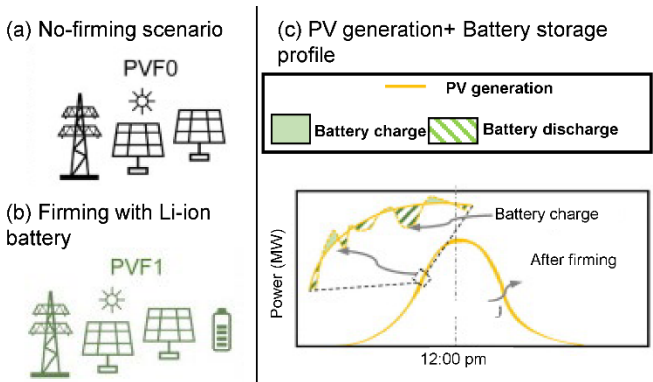 (a) No-firming scenario
PVF0
(b) Firming with Li-ion
battery
PVF1
(c) PV generation+ Battery storage
profile
PV generation
Battery charge
Battery discharge
Battery charge
After firming
Power (MW)
12:00 pm